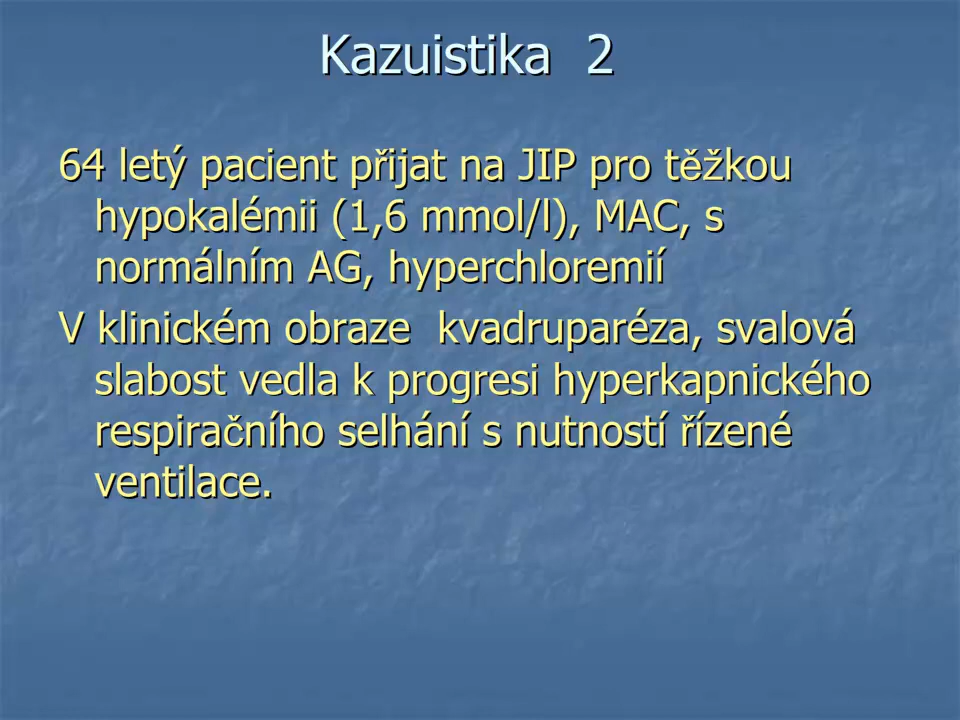 Kazuistika 2
64 letý pacient přijat na JIP pro těžkou
hypokalémii (1,6 mmol/l), MAC, s
normálním AG, hyperchloremií
V klinickém obraze kvadruparéza, svalová
slabost vedla k progresi hyperkapnického
respiračního selhání s nutností řízené
ventilace.